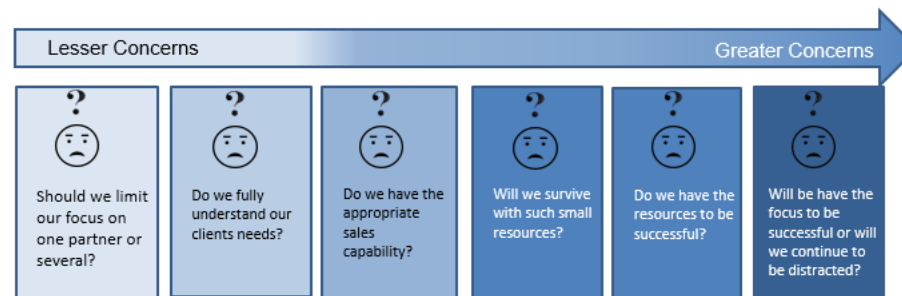 Lesser Concerns
Greater Concerns
?
?
?
?
?
?
Should we limit
our focus on
one partner or
several?
Do we fully
understand our
clients needs?
Do we have the
appropriate
sales
capability?
Will we survive
with such small
resources?
Do we have the
resources to be
successful?
Will be have the
focus to be
successful or will
we continue to
be distracted?